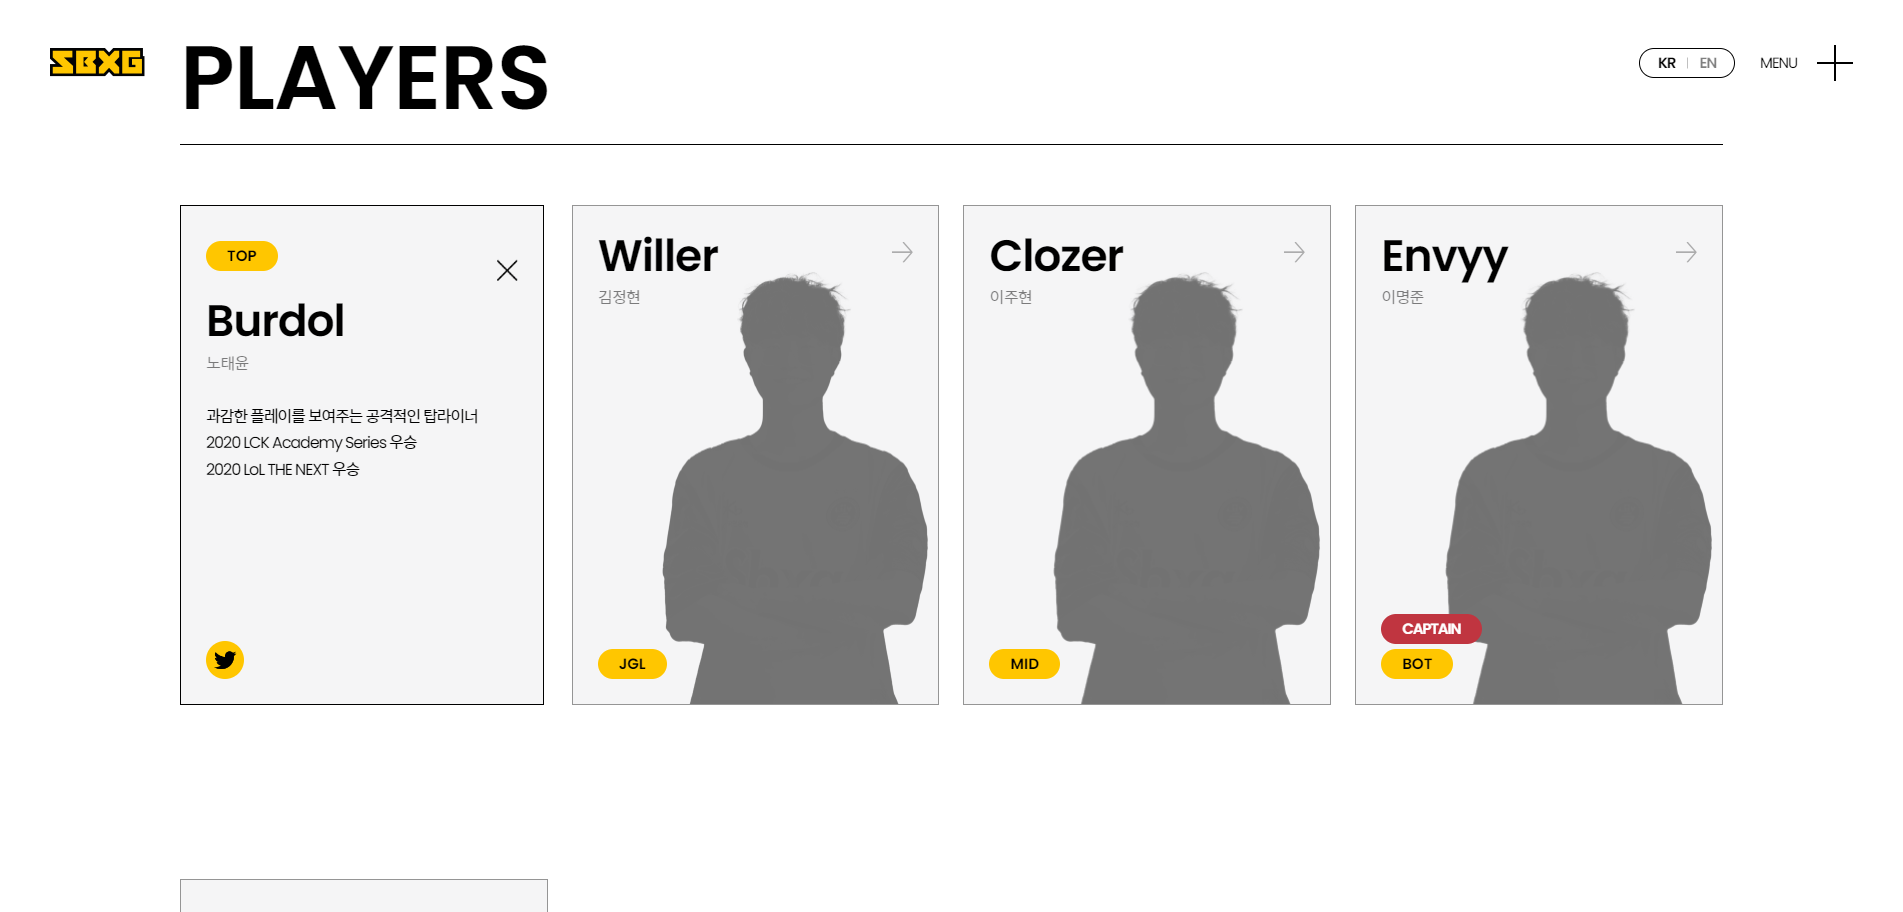 SBXG
PLAYERS
KR | EN
MENU
TOP
Burdol
노태윤
과감한 플레이를 보여주는 공격적인 탑라이너
2020 LCK Academy Series 우승
2020 LoL THE NEXT 우승
Willer
김정현
JGL
Clozer
이주현
MID
Envyy
이명준
CAPTAIN
BOT